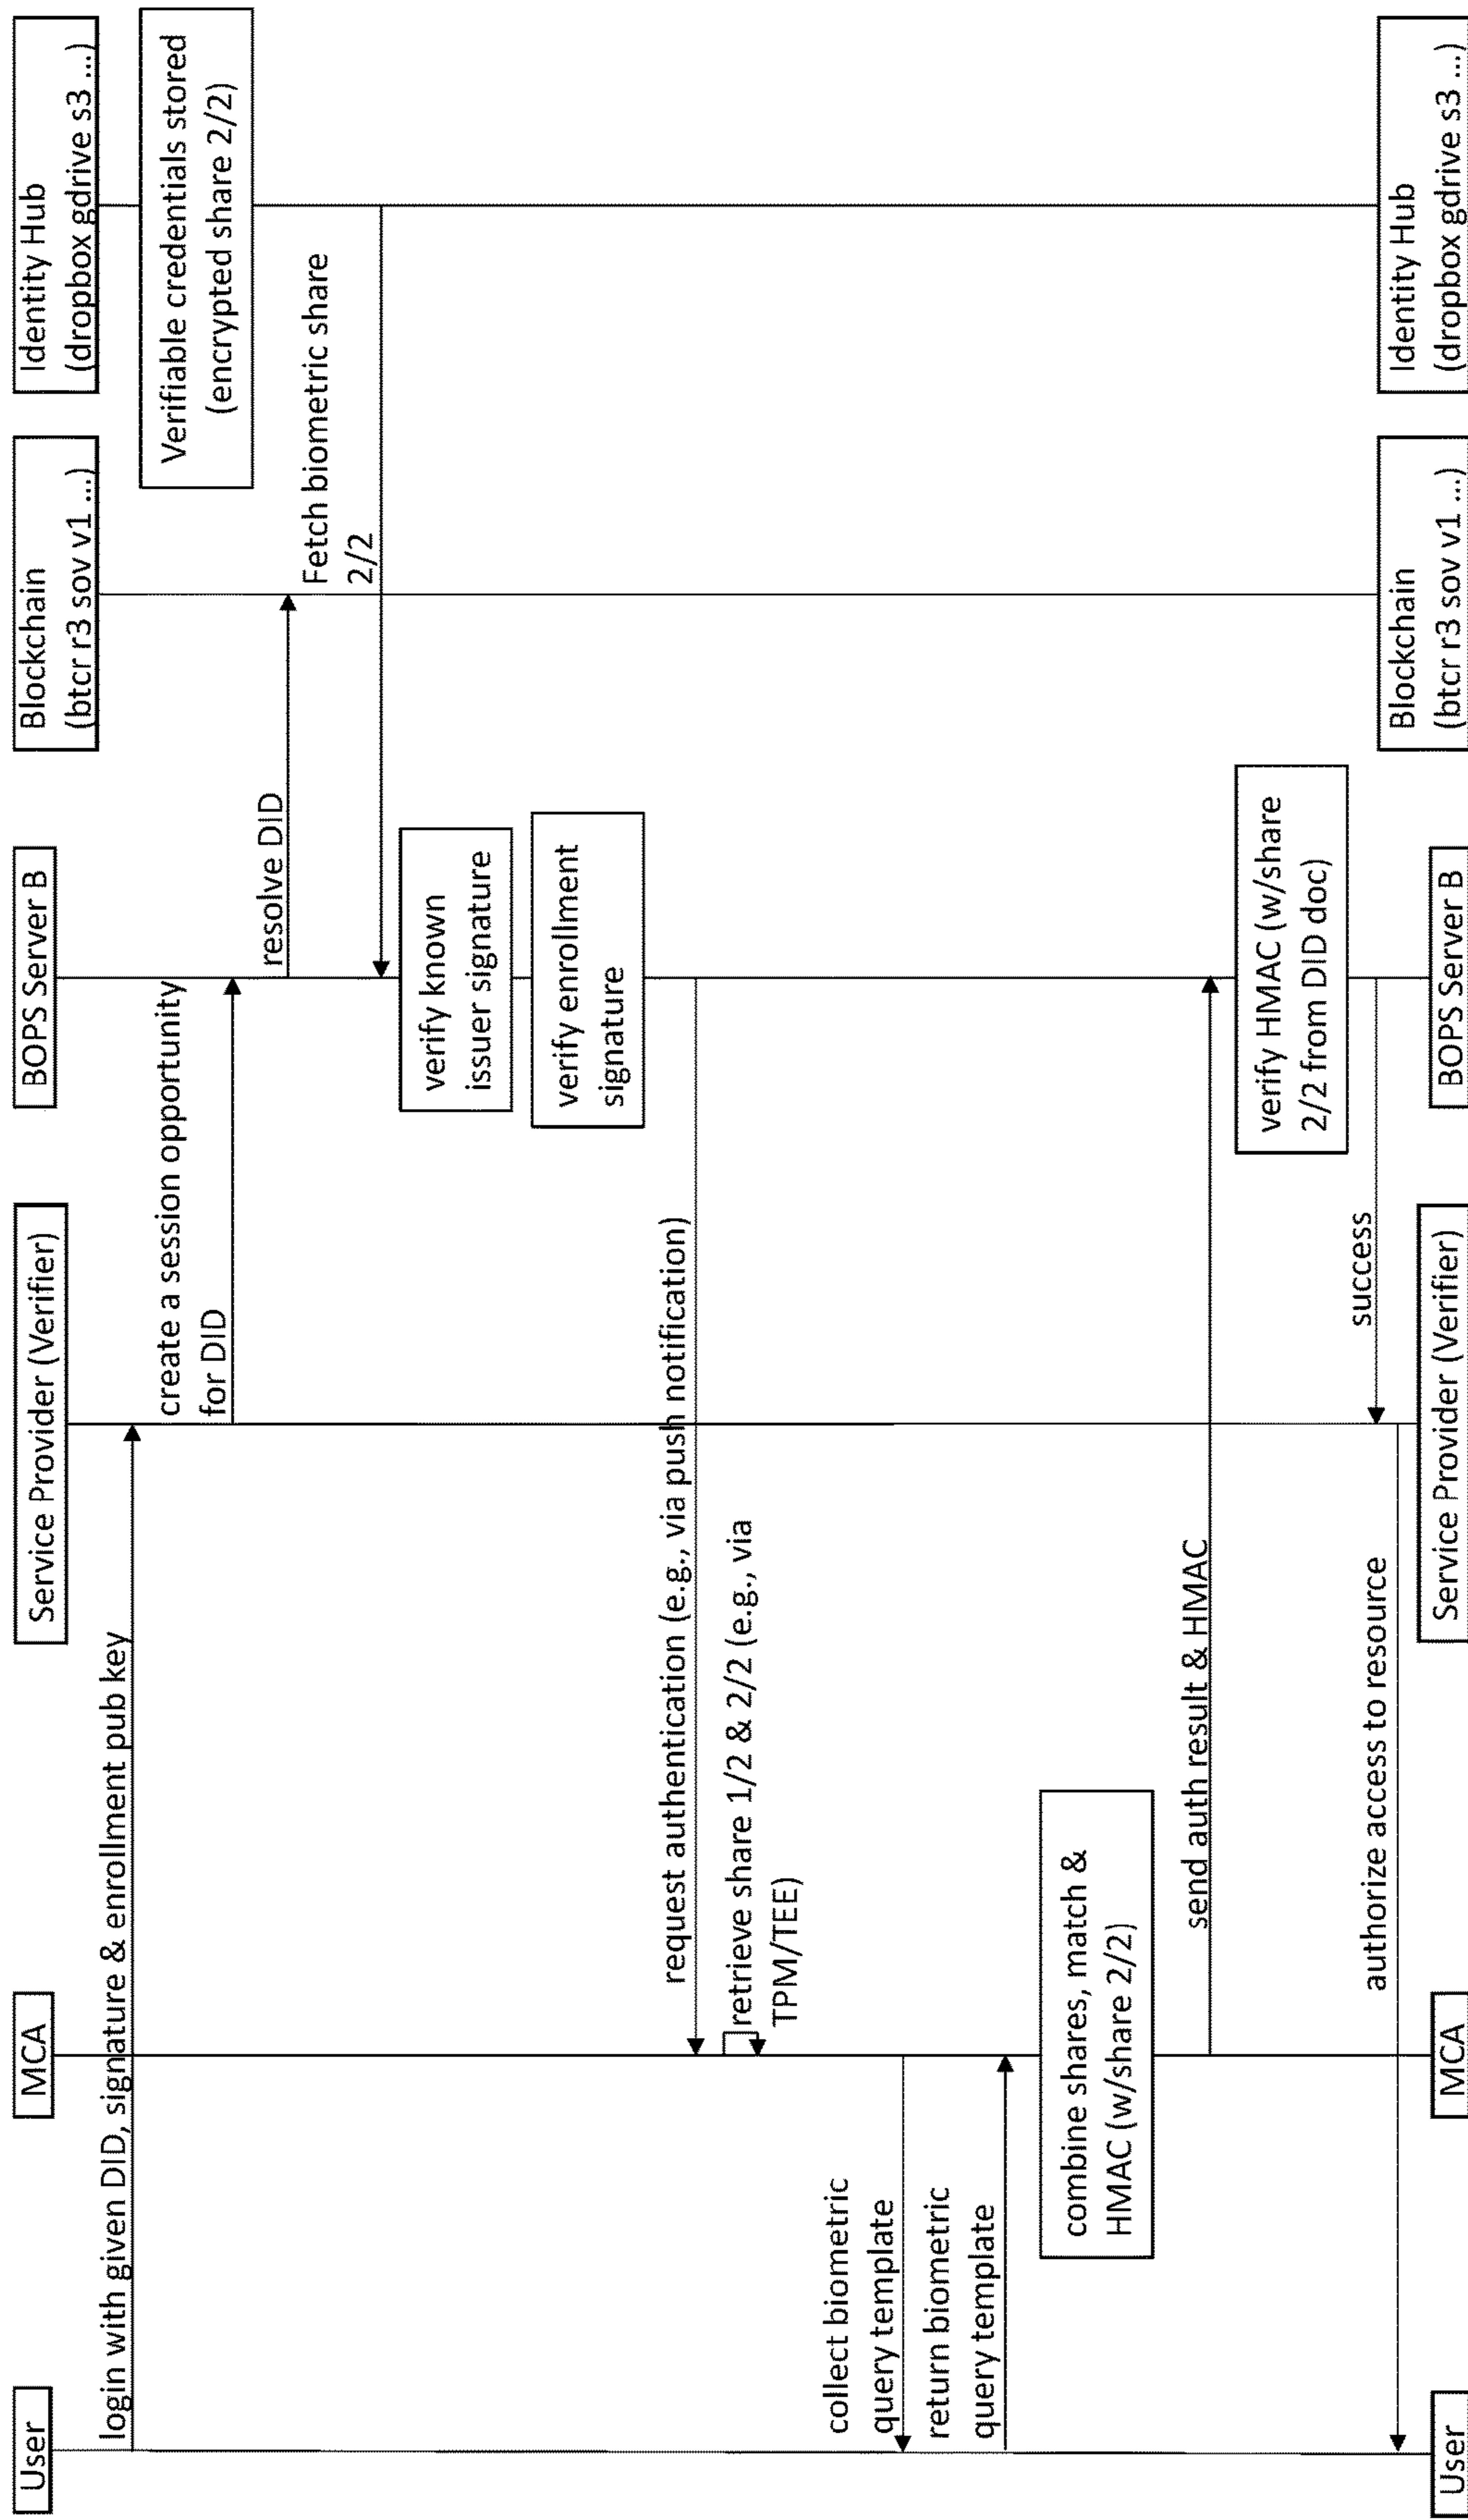 User
MCA
Service Provider (Verifier)
BOPS Server B
Blockchain
(btcr r3 sov v1 ...)
Identity Hub
(dropbox gdrive s3 ...)
login with given DID, signature & enrollment pub key
Verifiable credentials stored
(encrypted share 2/2)
create a session opportunity
for DID
resolve DID
Fetch biometric share
2/2
verify known
issuer signature
verify enrollment
signature
request authentication (e.g., via push notification)
retrieve share 1/2 & 2/2 (e.g., via
TPM/TEE)
collect biometric
query template
return biometric
query template
combine shares, match &
HMAC (w/share 2/2)
send auth result & HMAC
verify HMAC (w/share
2/2 from DID doc)
success
authorize access to resource
User
MCA
Service Provider (Verifier)
BOPS Server B
Blockchain
(btcr r3 sov v1 ...)
Identity Hub
(dropbox gdrive s3 ...)